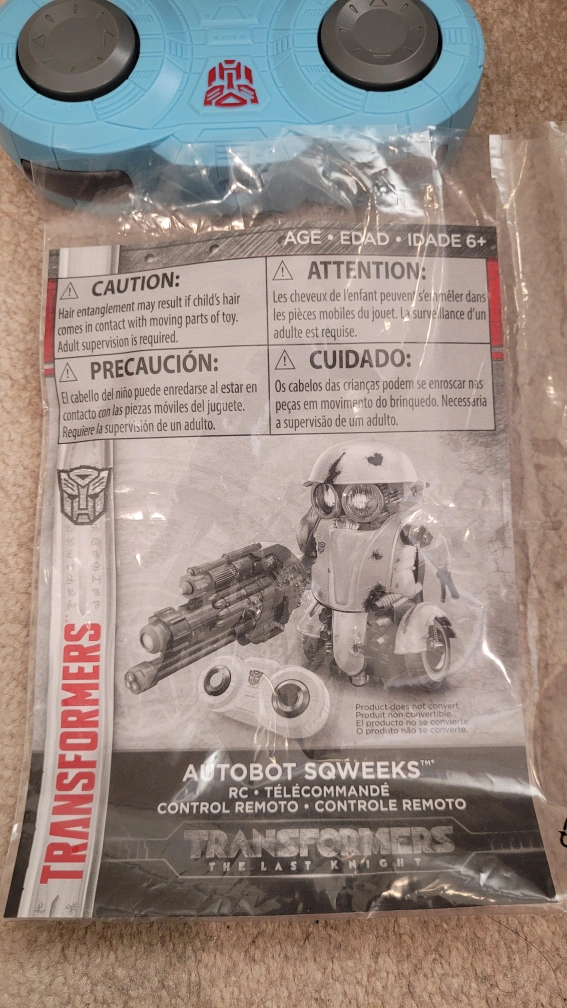 AGE • EDAD • IDADE 6+
CAUTION:
Hair entanglement may result if child's hair
comes in contact with moving parts of toy.
Adult supervision is required.
ATTENTION:
Les cheveux de l'enfant peuvent s'emmêler dans
les pièces mobiles du jouet. La surveillance d'un
adulte est requise.
PRECAUCIÓN:
El cabello del niño puede enredarse al estar en
contacto con las piezas móviles del juguete.
Requiere la supervisión de un adulto.
CUIDADO:
Os cabelos das crianças podem se enroscar nas
peças em movimento do brinquedo. Necessária
a supervisão de um adulto.
TRANSFORMERS
Product does not convert.
Produit non convertible.
El producto no se convierte.
O produto não se converte.
AUTOBOT SQWEEKS™*
RC • TÉLÉCOMMANDÉ
CONTROL REMOTO • CONTROLE REMOTO
TRANSFORMERS
THE LAST KNIGHT